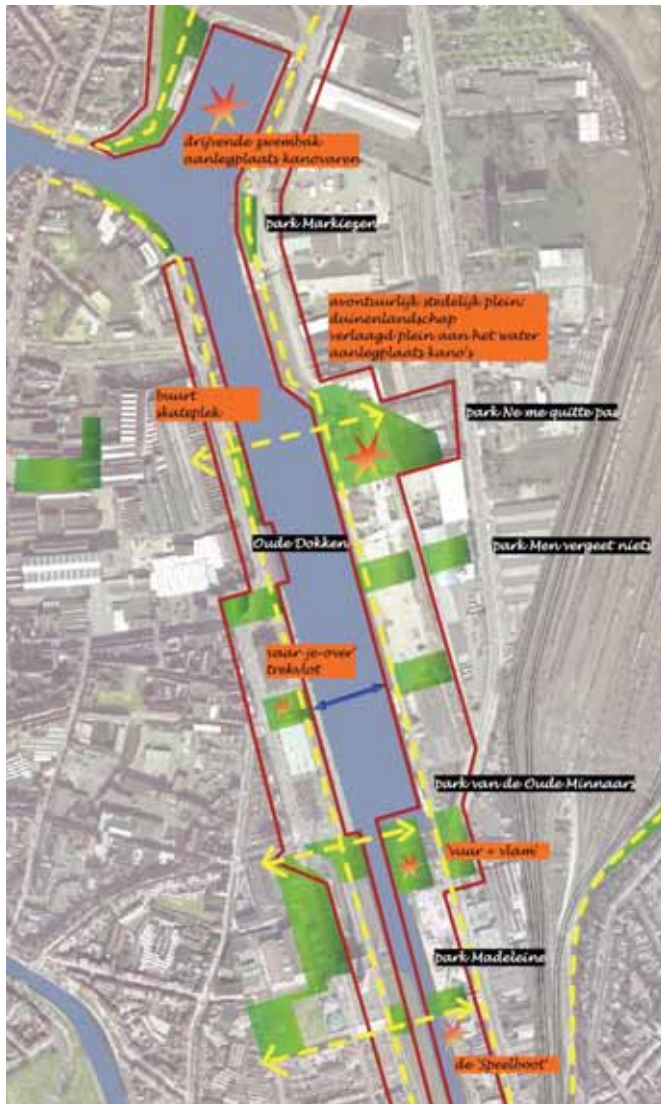 drijvende zwembak
aanlegplaats kanovaren
park Markiezen
avontuurlijk stedelijk plein/
duinenlandschap
verlaagd plein aan het water
aanlegplaats kano's
buurt
skateplek
park Ne me quitte pas
Oude Dokken
park Men vergeet niets
'vaar-je-over'
trekvlot
park van de Oude Minnaars
'vuur + vlam'
park Madeleine
de 'Speelboot'